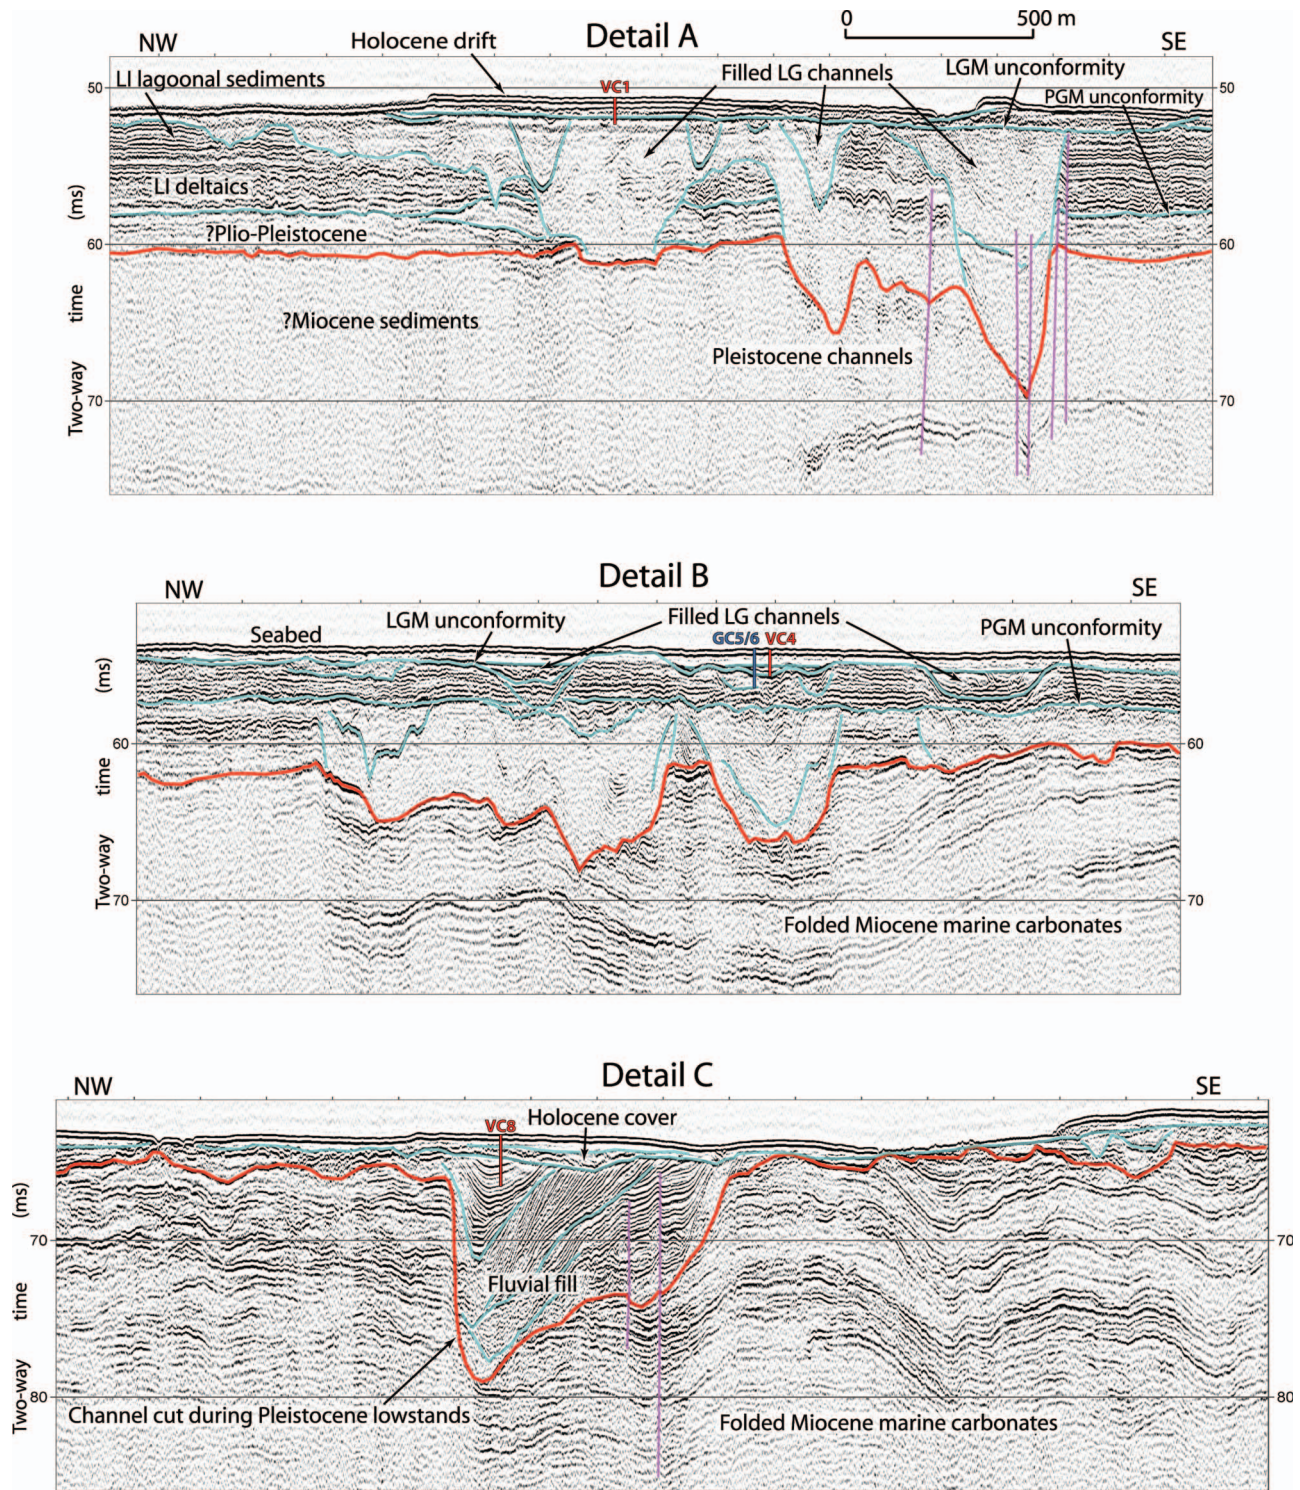 Detail A
0 500 m
NW
Holocene drift
SE
LI lagoonal sediments
VC1
Filled LG channels
LGM unconformity
PGM unconformity
50
50
LI deltaics
?Plio-Pleistocene
60
60
?Miocene sediments
Pleistocene channels
70
70
Two-way time (ms)
Detail B
NW
SE
Seabed
LGM unconformity
Filled LG channels
GC5/6
VC4
PGM unconformity
60
60
70
70
Folded Miocene marine carbonates
Two-way time (ms)
Detail C
NW
SE
VC8
Holocene cover
70
70
Fluvial fill
80
80
Channel cut during Pleistocene lowstands
Folded Miocene marine carbonates
Two-way time (ms)